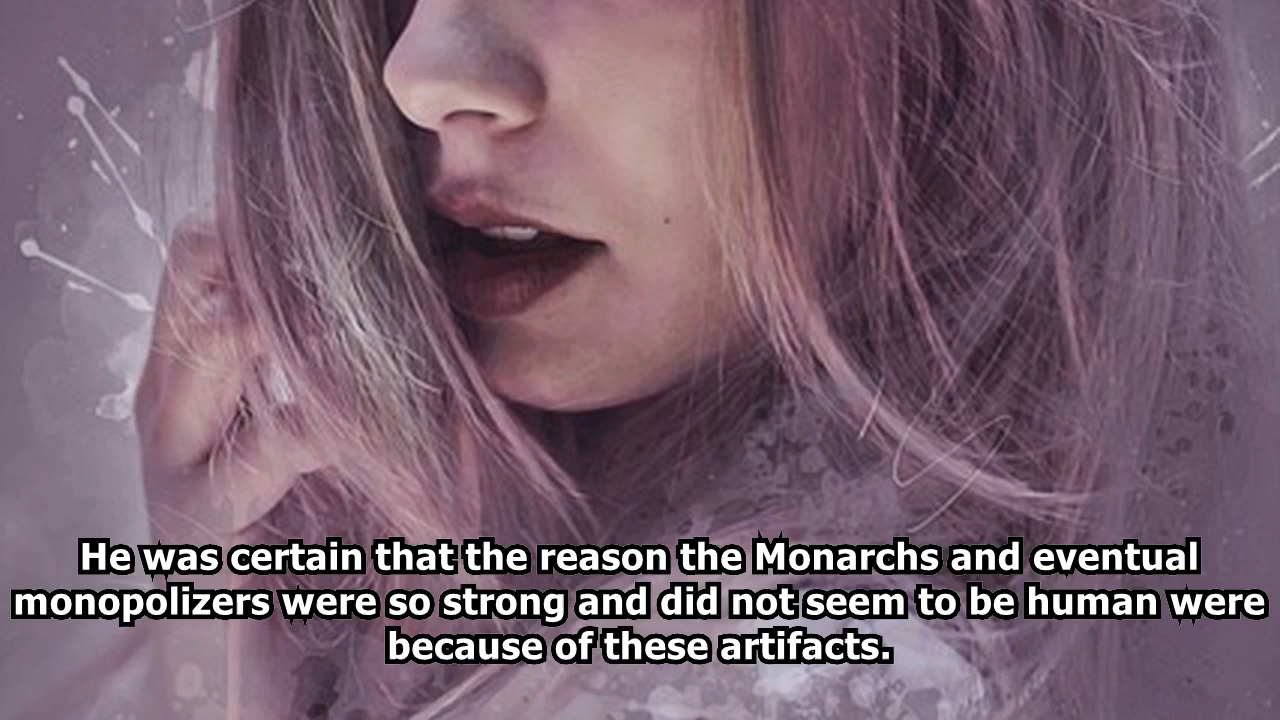 He was certain that the reason the Monarchs and eventual
monopolizers were so strong and did not seem to be human were
because of these artifacts.